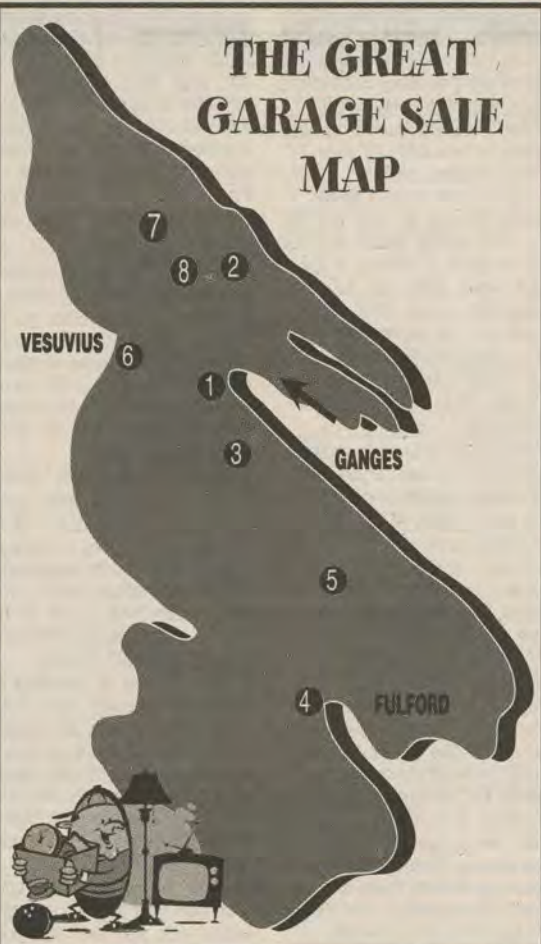 THE GREAT
GARAGE SALE
MAP
7
8 2
VESUVIUS 6
1
3 GANGES
5
4 FULFORD